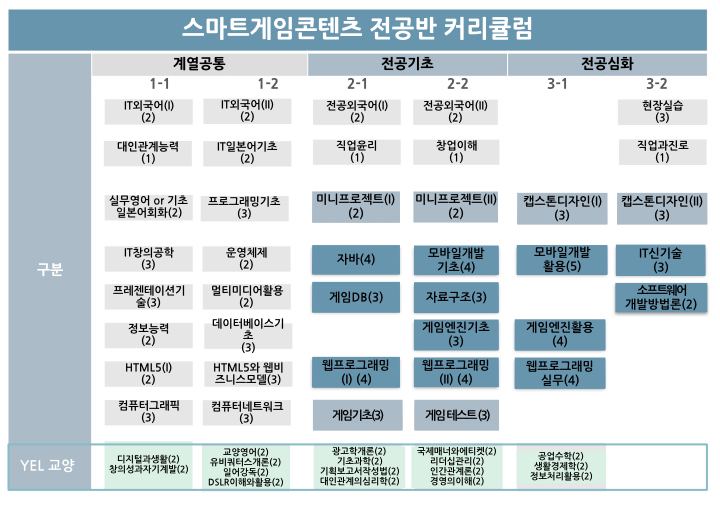 스마트게임콘텐츠 전공반 커리큘럼
계열공통 전공기초 전공심화
1-1 1-2 2-1 2-2 3-1 3-2
구분
IT외국어(I)
(2)
IT외국어(II)
(2)
전공외국어(I)
(2)
전공외국어(II)
(2)
현장실습
(3)
대인관계능력
(1)
IT일본어기초
(2)
직업윤리
(1)
창업이해
(1)
직업과진로
(1)
실무영어 or 기초
일본어회화(2)
프로그래밍기초
(3)
미니프로젝트(I)
(2)
미니프로젝트(II)
(2)
캡스톤디자인(I)
(3)
캡스톤디자인(II)
(3)
IT창의공학
(3)
운영체제
(2)
자바(4)
모바일개발
기초(4)
모바일개발
활용(5)
IT신기술
(3)
프레젠테이션기
술(3)
멀티미디어활용
(2)
게임DB(3)
자료구조(3)
소프트웨어
개발방법론(2)
정보능력
(2)
데이터베이스기
초
(3)
게임엔진기초
(3)
게임엔진활용
(4)
HTML5(I)
(2)
HTML5와 웹비
즈니스모델(3)
웹프로그래밍
(I) (4)
웹프로그래밍
(II) (4)
웹프로그래밍
실무(4)
컴퓨터그래픽
(3)
컴퓨터네트워크
(3)
게임기초(3)
게임테스트(3)
YEL 교양
디지털과생활(2)
창의성과자기계발(2)
교양영어(2)
유비쿼터스개론(2)
일어강독(2)
DSLR이해와활용(2)
광고학개론(2)
기초과학(2)
기획보고서작성법(2)
대인관계의심리학(2)
국제매너와에티켓(2)
리더십관리(2)
인간관계론(2)
경영의이해(2)
공업수학(2)
생활경제학(2)
정보처리활용(2)